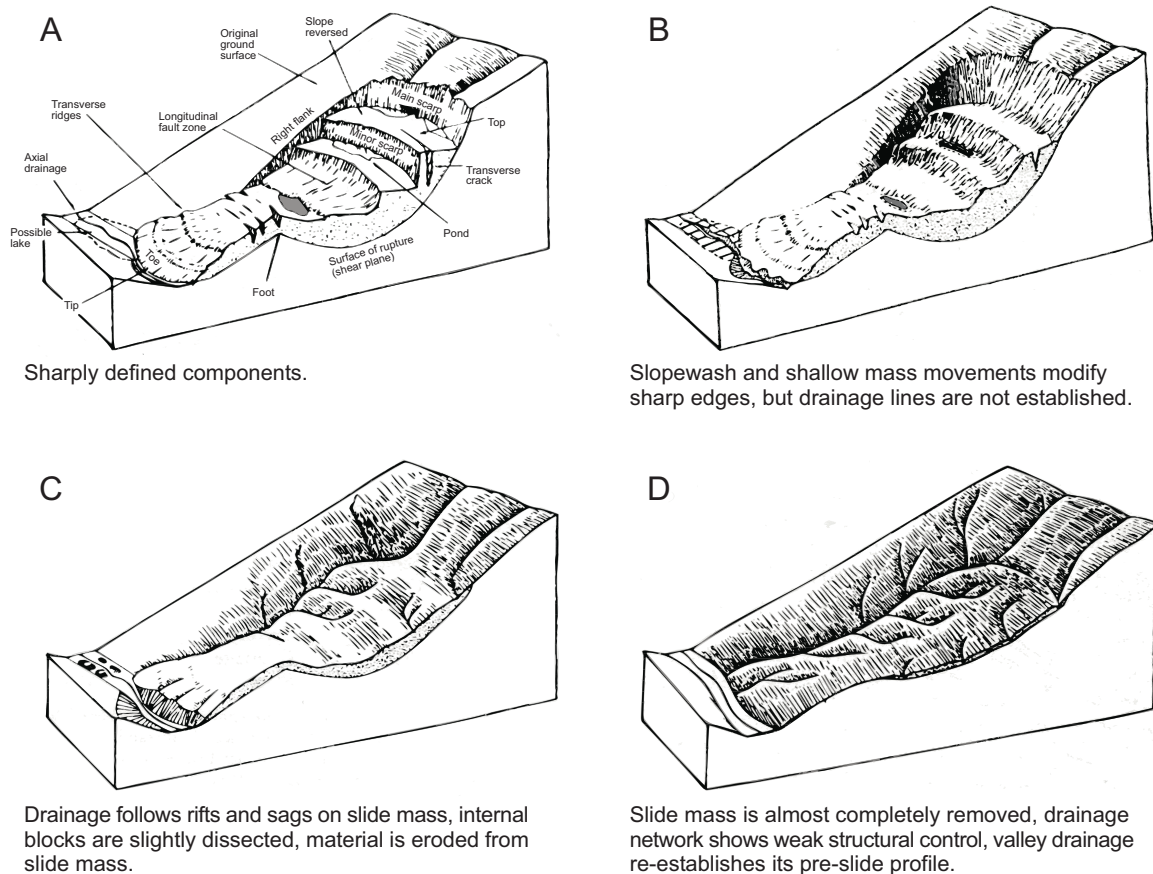 A
Original
ground
surface
Slope
reversed
Transverse
ridges
Longitudinal
fault zone
Right flank
Main scarp
Top
Minor scarp
Axial
drainage
Transverse
crack
Possible
lake
Toe
Pond
Surface of rupture
(shear plane)
Tip
Foot
Sharply defined components.
B
Slopewash and shallow mass movements modify
sharp edges, but drainage lines are not established.
C
Drainage follows rifts and sags on slide mass, internal
blocks are slightly dissected, material is eroded from
slide mass.
D
Slide mass is almost completely removed, drainage
network shows weak structural control, valley drainage
re-establishes its pre-slide profile.